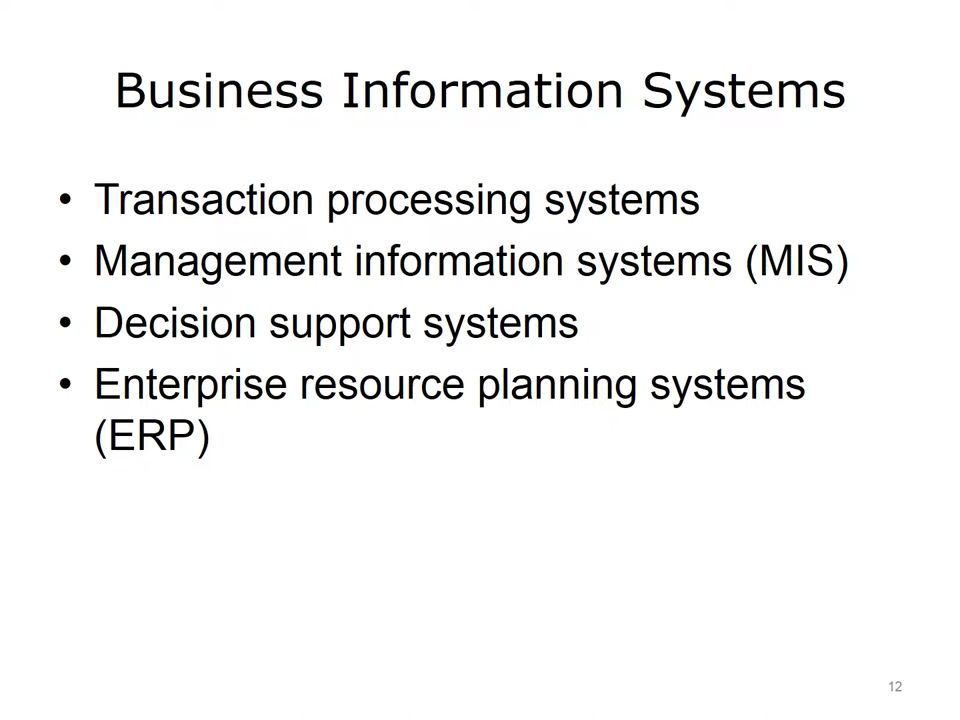 Business Information Systems
• Transaction processing systems
• Management information systems (MIS)
• Decision support systems
• Enterprise resource planning systems
(ERP)
12